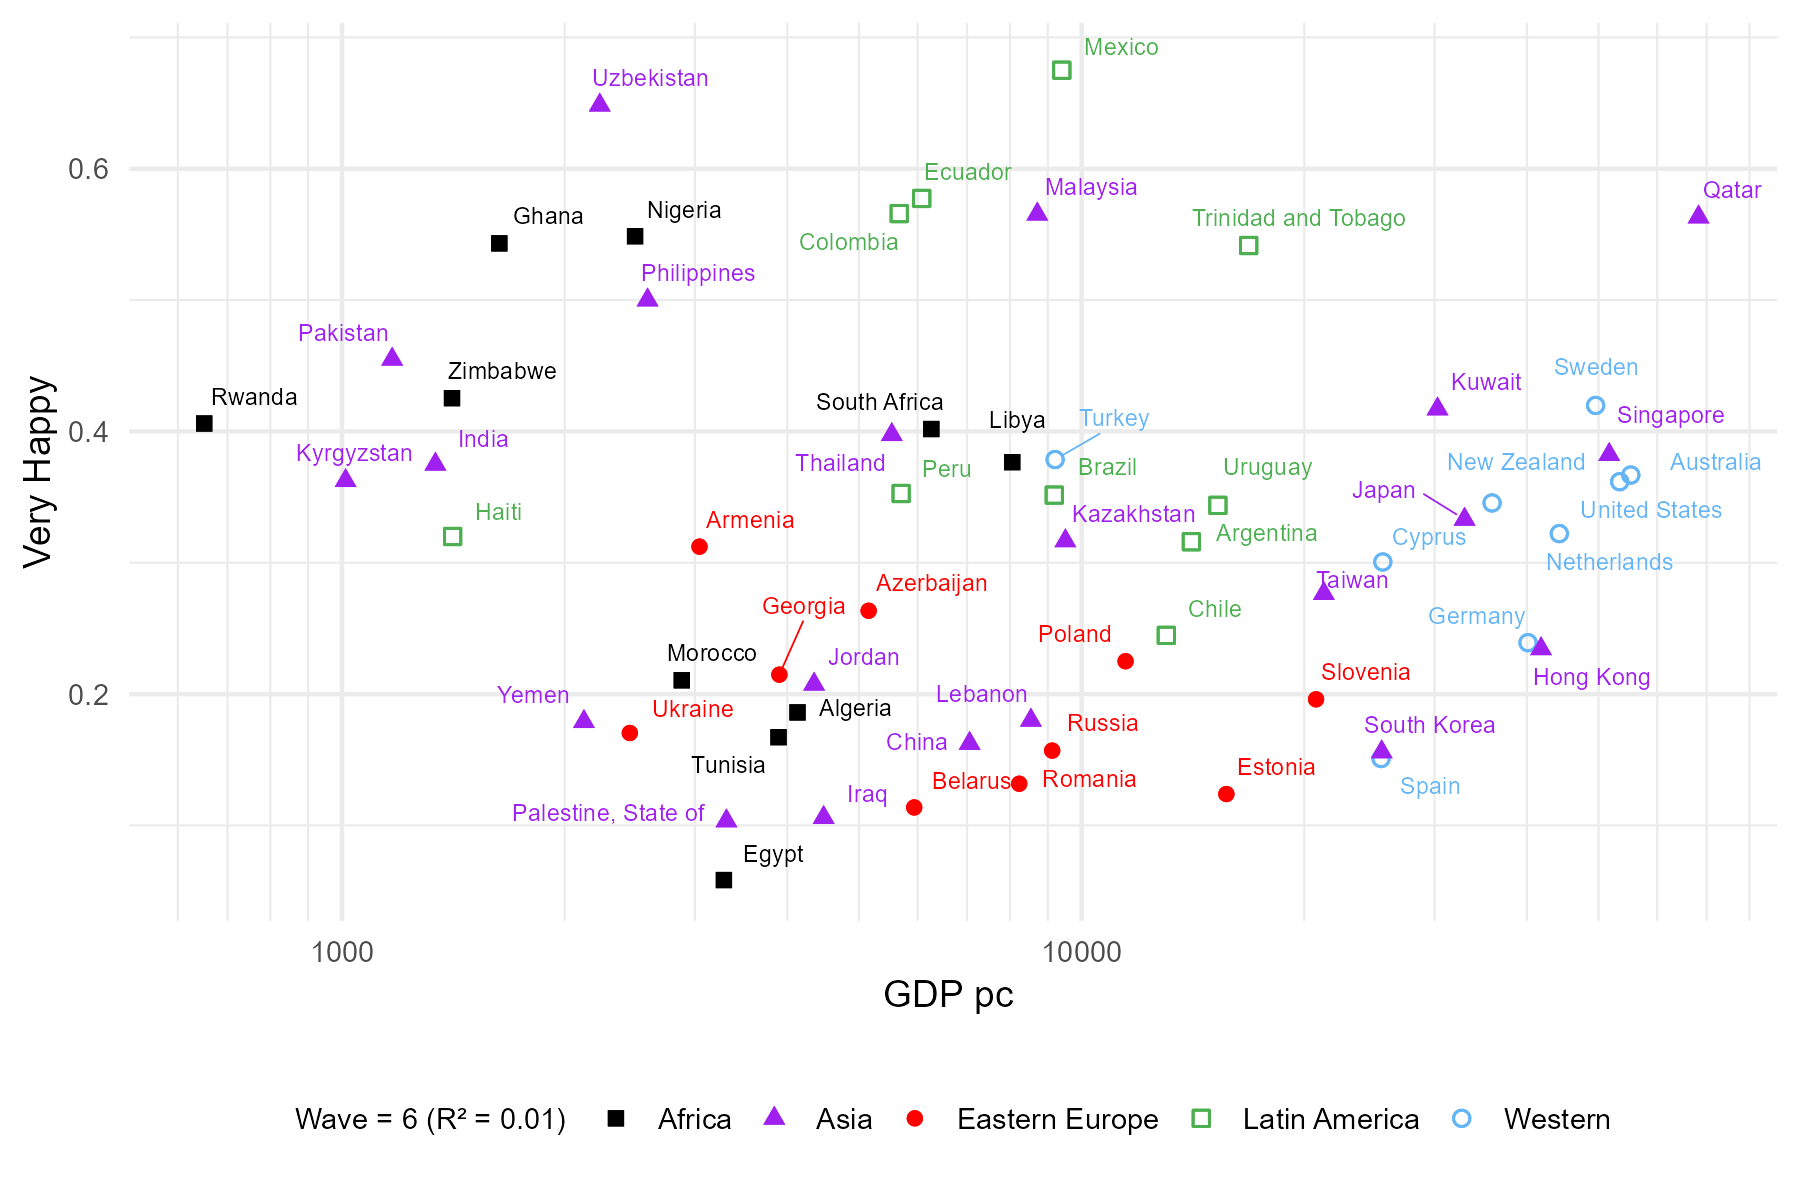 Mexico
Uzbekistan
0.6
Ecuador
Malaysia
Qatar
Ghana
Nigeria
Trinidad and Tobago
Colombia
Philippines
Pakistan
Zimbabwe
Sweden
Kuwait
Rwanda
South Africa
Libya
Turkey
Singapore
0.4
India
Kyrgyzstan
Thailand
Peru
Brazil
Uruguay
New Zealand
Australia
Japan
Haiti
Armenia
Kazakhstan
Argentina
United States
Cyprus
Netherlands
Azerbaijan
Taiwan
Georgia
Chile
Germany
Poland
Morocco
Jordan
Slovenia
Hong Kong
0.2
Yemen
Ukraine
Algeria
Lebanon
Russia
South Korea
China
Tunisia
Belarus
Romania
Estonia
Spain
Iraq
Palestine, State of
Egypt
Very Happy
1000
10000
GDP pc
Wave = 6 (R² = 0.01) Africa Asia Eastern Europe Latin America Western